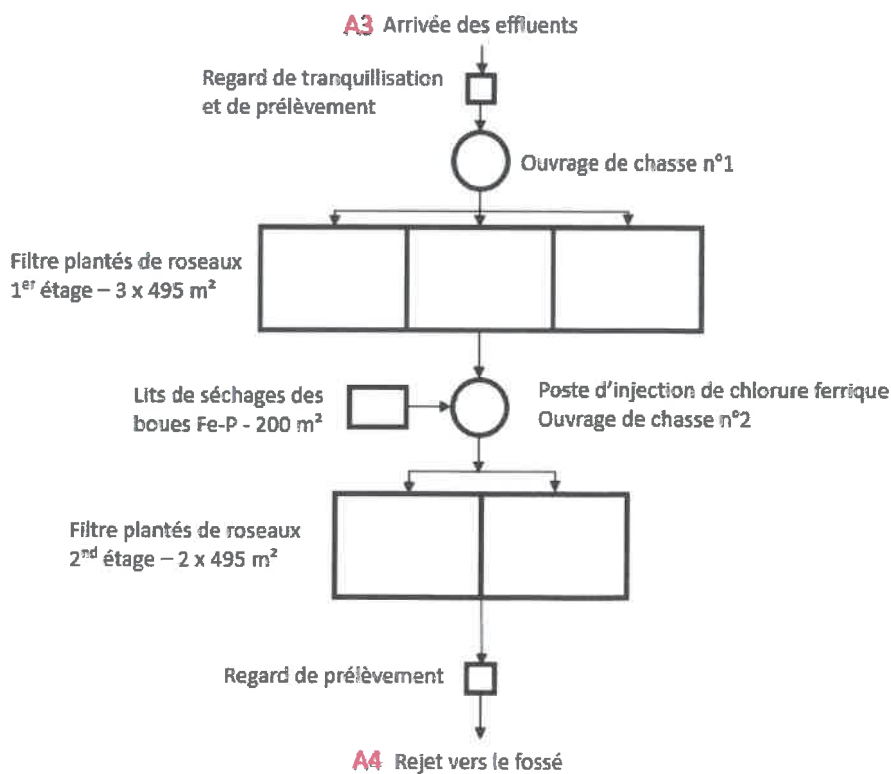 A3 Arrivée des effluents
Regard de tranquillisation
et de prélèvement
Ouvrage de chasse n°1
Filtre plantés de roseaux
1er étage – 3 x 495 m²
Lits de séchages des
boues Fe-P - 200 m²
Poste d'injection de chlorure ferrique
Ouvrage de chasse n°2
Filtre plantés de roseaux
2nd étage – 2 x 495 m²
Regard de prélèvement
A4 Rejet vers le fossé